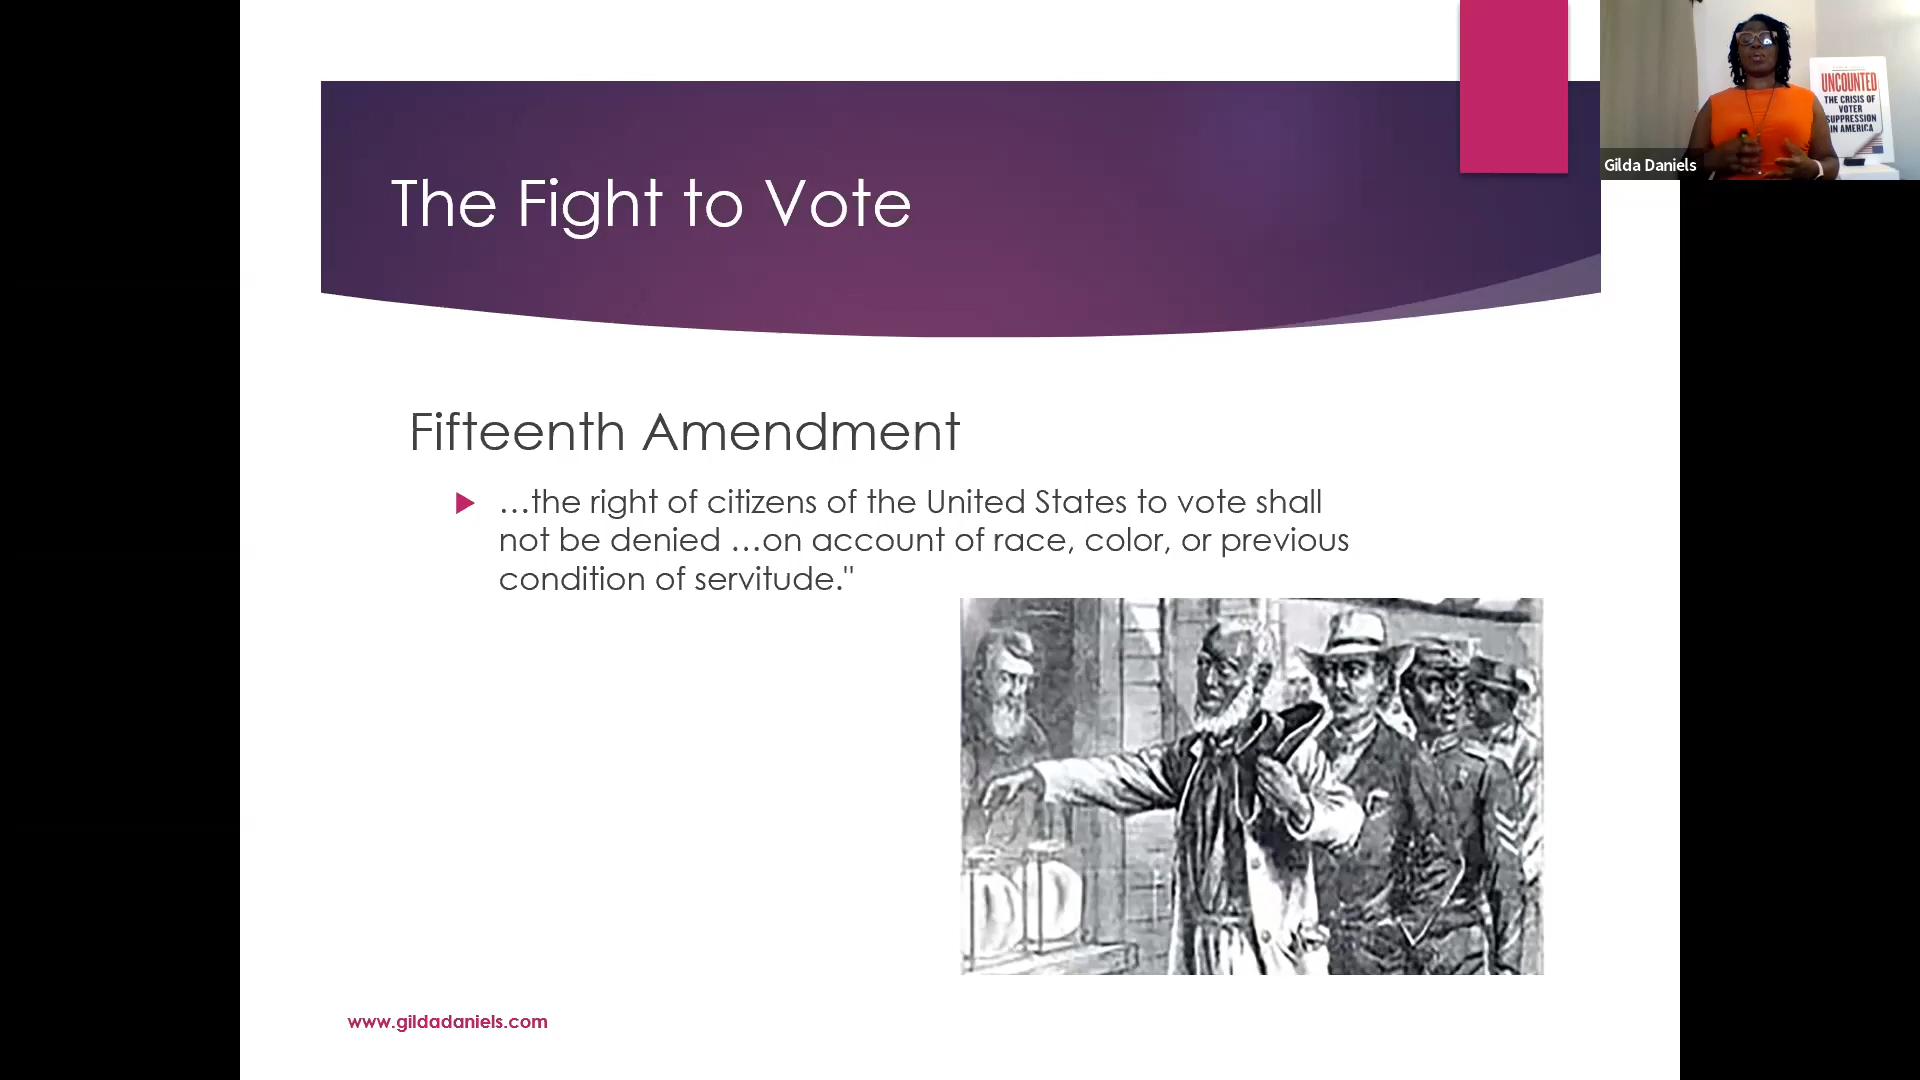 The Fight to Vote
UNCOUNTED
THE CRISIS OF
VOTER
SUPPRESSION
IN AMERICA
Gilda Daniels
Fifteenth Amendment
…the right of citizens of the United States to vote shall
not be denied …on account of race, color, or previous
condition of servitude."
www.gildadaniels.com